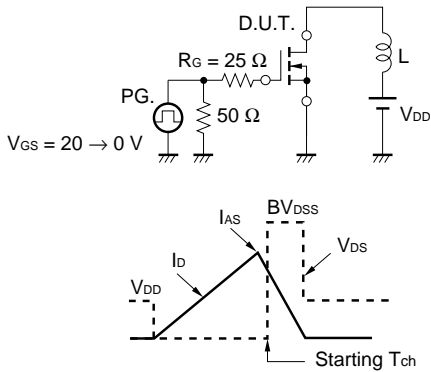 D.U.T.
RG = 25 Ω
L
PG.
50 Ω
VDD
VGS = 20 → 0 V
IAS
BVDSS
ID
VDS
VDD
Starting Tch